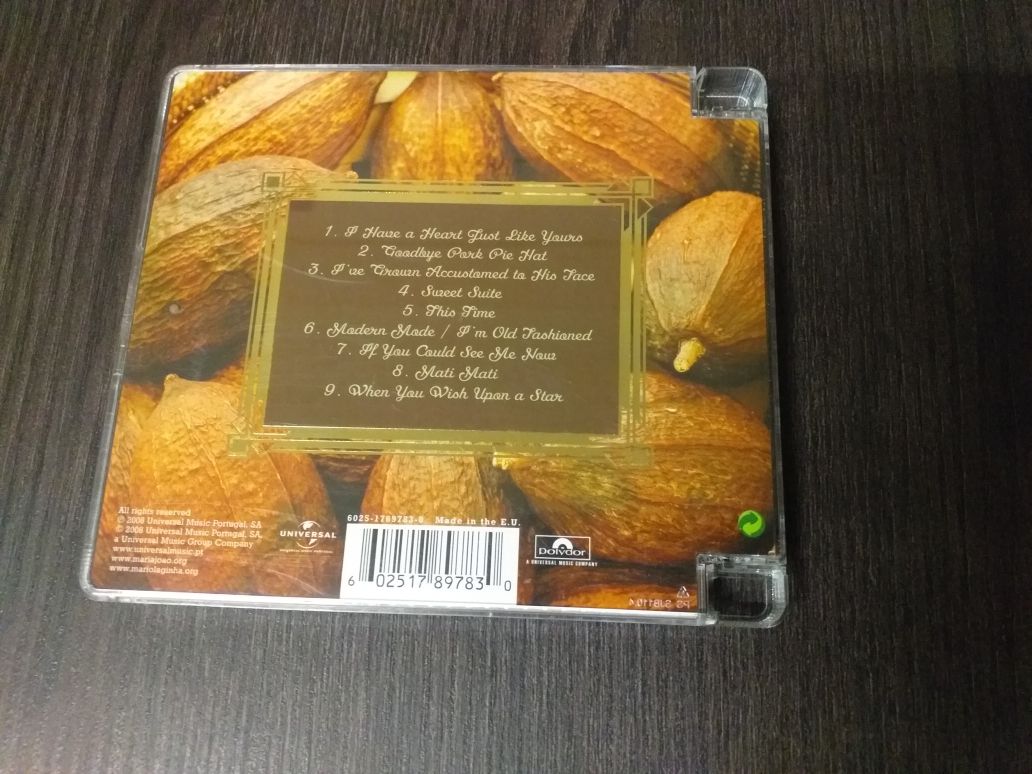 1. I Have a Heart Just Like Yours
2. Goodbye Pork Pie Hat
3. I've Grown Accustomed to His Face
4. Sweet Suite
5. This Time
6. Modern Mode / I'm Old Fashioned
7. If You Could See Me Now
8. Mati Mati
9. When You Wish Upon a Star
All rights reserved
℗ 2008 Universal Music Portugal, SA
© 2008 Universal Music Portugal, SA,
a Universal Music Group Company
www.universalmusic.pt
www.mariajoao.org
www.mariolaginha.org
UNIVERSAL
6025-1789783-0 Made in the E.U.
6 02517 89783 0
Polydor
A UNIVERSAL MUSIC COMPANY
PS